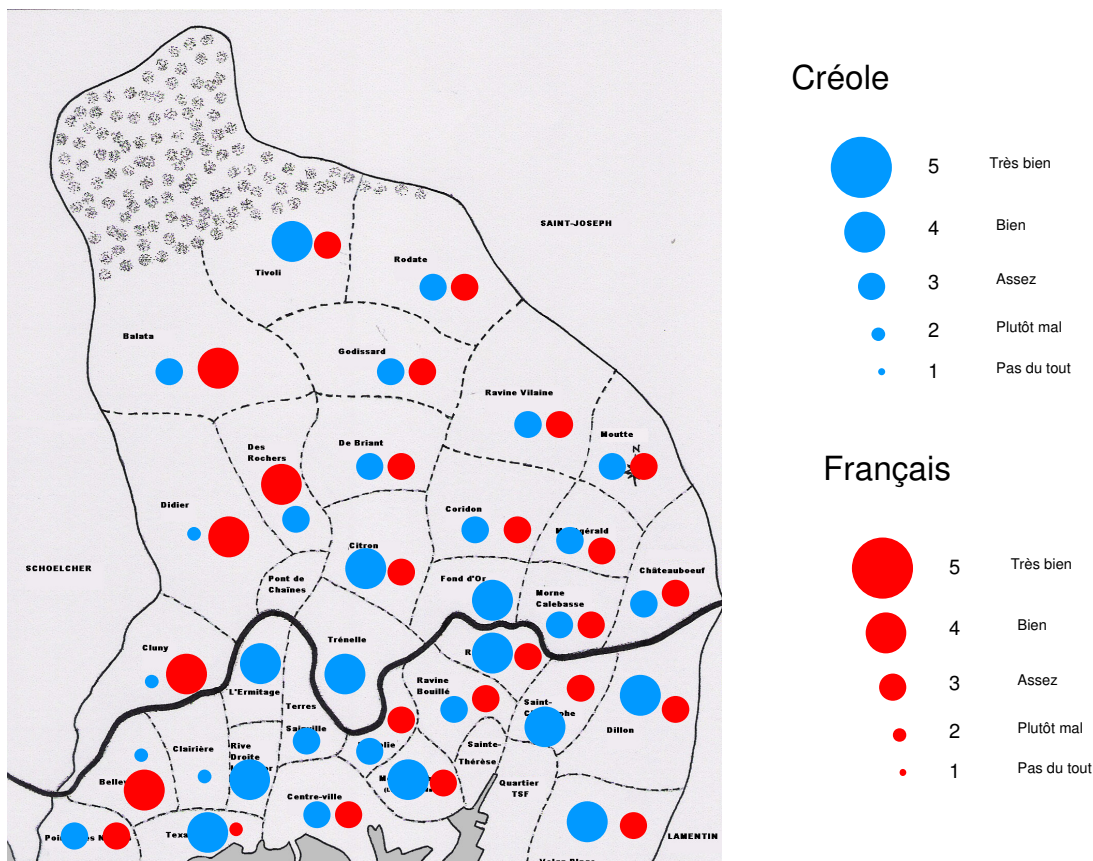 Créole
5 Très bien
4 Bien
3 Assez
2 Plutôt mal
1 Pas du tout
Français
5 Très bien
4 Bien
3 Assez
2 Plutôt mal
1 Pas du tout
SAINT-JOSEPH
Tivoli
Rodate
Balata
Godissard
Ravine Vilaine
Moutte
N
Des
Rochers
De Briant
Didier
Coridon
Citron
SCHOELCHER
Pont de
Chaînes
Fond d'Or
Morne
Calebasse
Châteauboeuf
Cluny
Trénelle
L'Ermitage
Ravine
Bouillé
Terres
Saint-
Dillon
Clairière
Rive
Droite
Sainte-
Thérèse
Quartier
TSF
Centre-ville
LAMENTIN